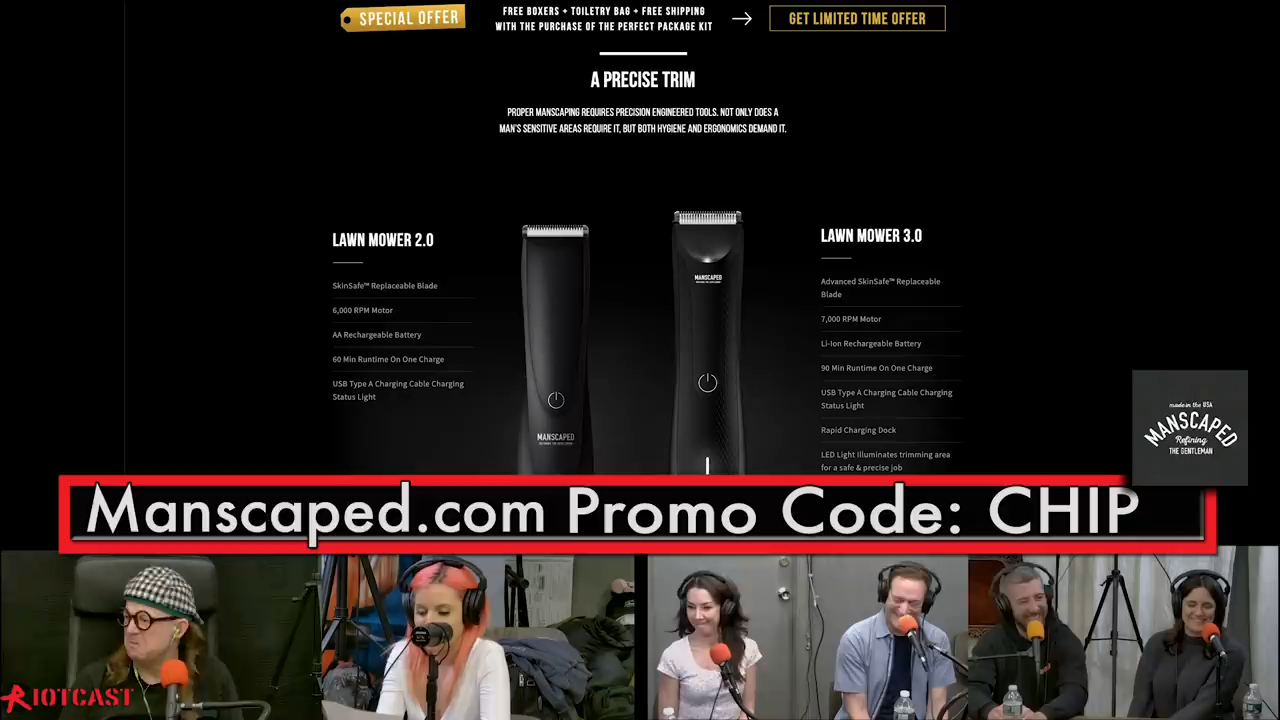 SPECIAL OFFER
FREE BOXERS + TOILETRY BAG + FREE SHIPPING
WITH THE PURCHASE OF THE PERFECT PACKAGE KIT
GET LIMITED TIME OFFER
A PRECISE TRIM
PROPER MANSCAPING REQUIRES PRECISION ENGINEERED TOOLS. NOT ONLY DOES A
MAN'S SENSITIVE AREAS REQUIRE IT, BUT BOTH HYGIENE AND ERGONOMICS DEMAND IT.
LAWN MOWER 2.0
SkinSafe™ Replaceable Blade
6,000 RPM Motor
AA Rechargeable Battery
60 Min Runtime On One Charge
USB Type A Charging Cable Charging
Status Light
MANSCAPED
MANSCAPED
LAWN MOWER 3.0
Advanced SkinSafe™ Replaceable
Blade
7,000 RPM Motor
Li-Ion Rechargeable Battery
90 Min Runtime On One Charge
USB Type A Charging Cable Charging
Status Light
Rapid Charging Dock
LED Light Illuminates trimming area
for a safe & precise job
made in the USA
MANSCAPED
Refining
THE GENTLEMAN
Manscaped.com Promo Code: CHIP
RIOTCAST